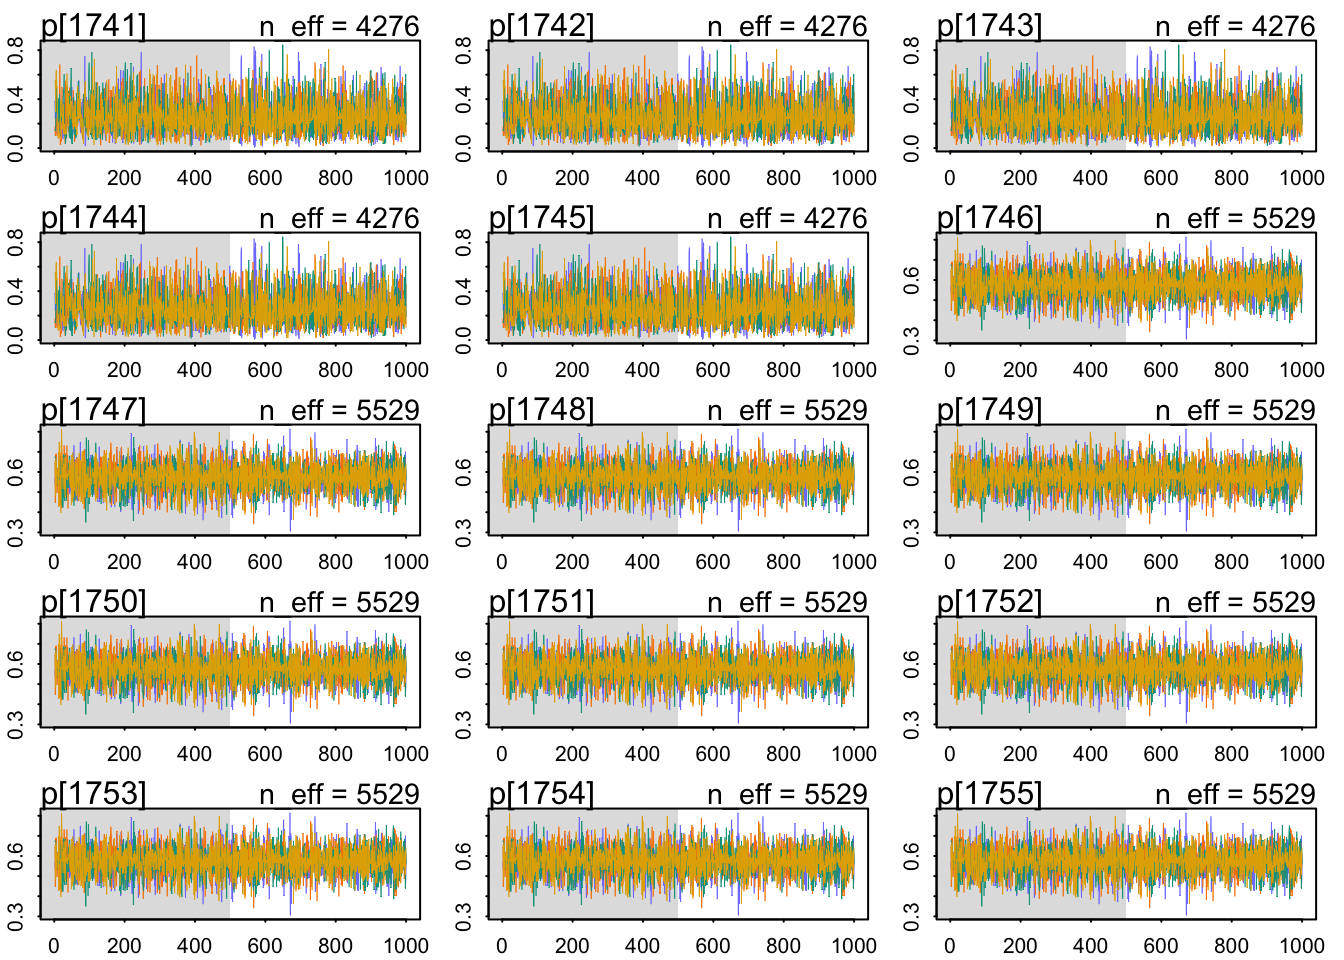 p[1741] n_eff = 4276 p[1742] n_eff = 4276 p[1743] n_eff = 4276
0.0 0.4 0.8 0.0 0.4 0.8 0.0 0.4 0.8
0 200 400 600 800 1000 0 200 400 600 800 1000 0 200 400 600 800 1000
p[1744] n_eff = 4276 p[1745] n_eff = 4276 p[1746] n_eff = 5529
0.0 0.4 0.8 0.0 0.4 0.8 0.3 0.6
0 200 400 600 800 1000 0 200 400 600 800 1000 0 200 400 600 800 1000
p[1747] n_eff = 5529 p[1748] n_eff = 5529 p[1749] n_eff = 5529
0.3 0.6 0.3 0.6 0.3 0.6
0 200 400 600 800 1000 0 200 400 600 800 1000 0 200 400 600 800 1000
p[1750] n_eff = 5529 p[1751] n_eff = 5529 p[1752] n_eff = 5529
0.3 0.6 0.3 0.6 0.3 0.6
0 200 400 600 800 1000 0 200 400 600 800 1000 0 200 400 600 800 1000
p[1753] n_eff = 5529 p[1754] n_eff = 5529 p[1755] n_eff = 5529
0.3 0.6 0.3 0.6 0.3 0.6
0 200 400 600 800 1000 0 200 400 600 800 1000 0 200 400 600 800 1000